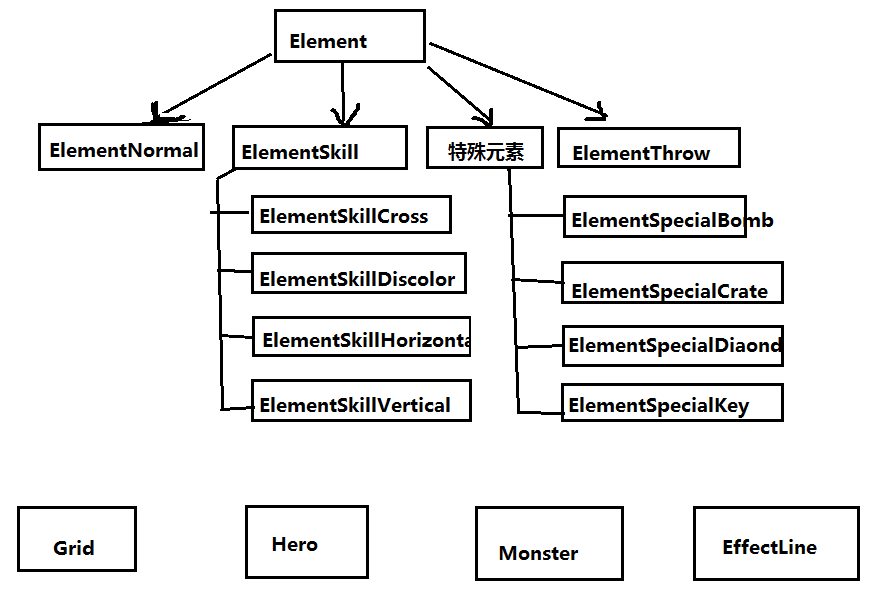 Element
ElementNormal
ElementSkill
特殊元素
ElementThrow
ElementSkillCross
ElementSkillDiscolor
ElementSkillHorizonta
ElementSkillVertical
ElementSpecialBomb
ElementSpecialCrate
ElementSpecialDiaond
ElementSpecialKey
Grid
Hero
Monster
EffectLine